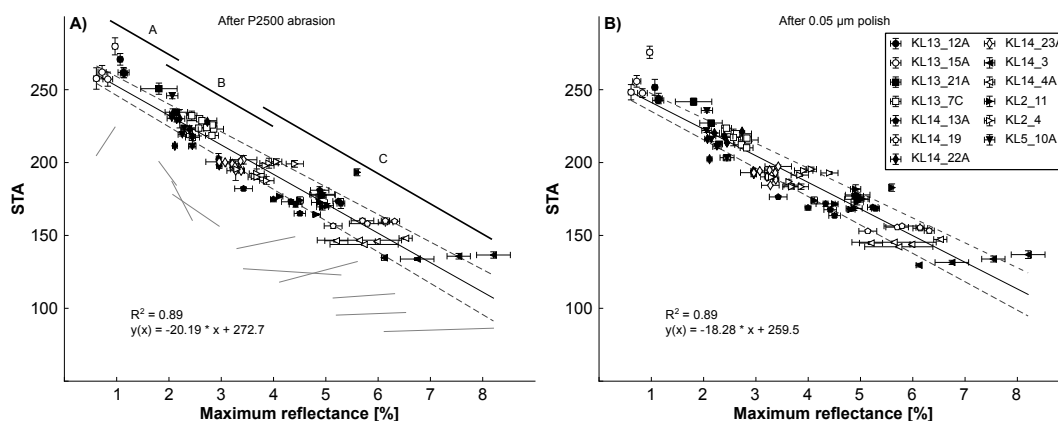 A)
After P2500 abrasion
A
B
C
STA
250
200
150
100
R² = 0.89
y(x) = -20.19 * x + 272.7
1 2 3 4 5 6 7 8
Maximum reflectance [%]
B)
After 0.05 µm polish
KL13_12A
KL13_15A
KL13_21A
KL13_7C
KL14_13A
KL14_19
KL14_22A
KL14_23A
KL14_3
KL14_4A
KL2_11
KL2_4
KL5_10A
STA
250
200
150
100
R² = 0.89
y(x) = -18.28 * x + 259.5
1 2 3 4 5 6 7 8
Maximum reflectance [%]